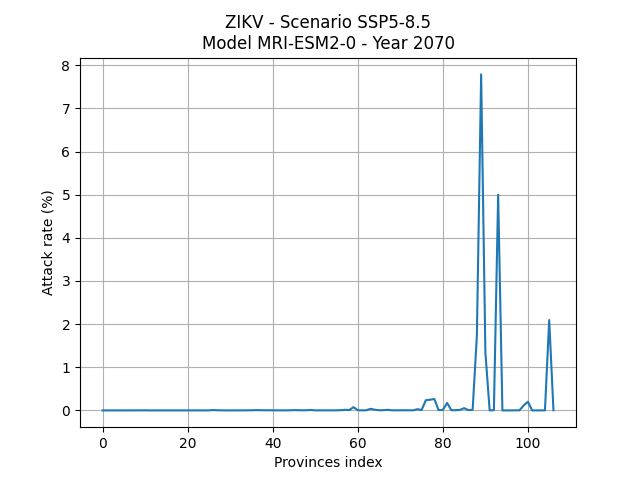 ZIKV - Scenario SSP5-8.5
Model MRI-ESM2-0 - Year 2070
8
7
6
5
4
3
2
1
0
Attack rate (%)
0 20 40 60 80 100
Provinces index